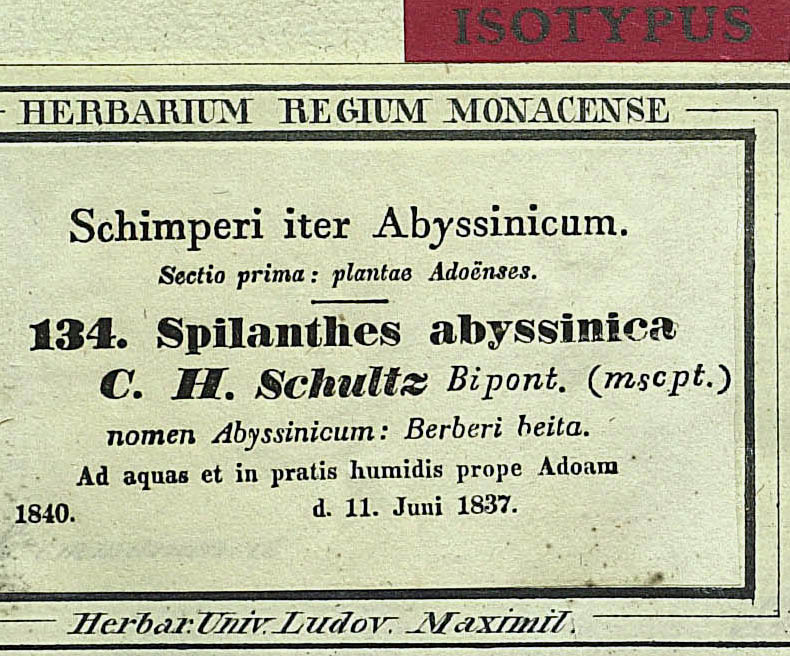 ISOTYPUS
HERBARIUM REGIUM MONACENSE
Schimperi iter Abyssinicum.
Sectio prima: plantae Adoënses.
134. Spilanthes abyssinica
C. H. Schultz Bipont. (mscpt.)
nomen Abyssinicum: Berberi beita.
Ad aquas et in pratis humidis prope Adoam
1840. d. 11. Juni 1837.
Herbar. Univ. Ludov. Maximil.